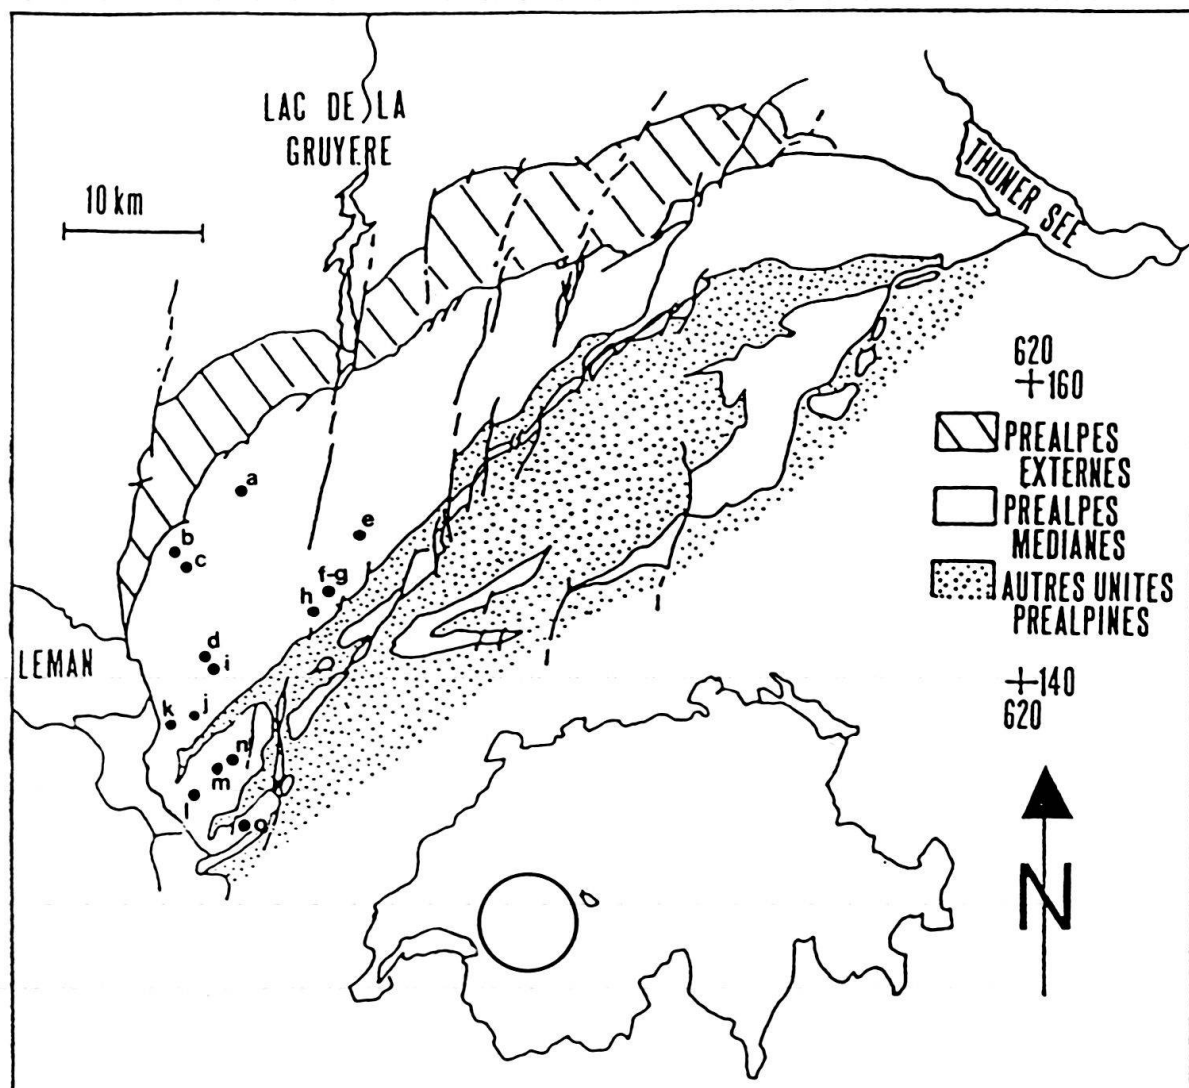 LAC DE LA
GRUYERE
10 km
THUNER SEE
620
+160
PREALPES
EXTERNES
PREALPES
MEDIANES
AUTRES UNITES
PREALPINES
+140
620
a
b
c
e
f-g
h
d
i
LEMAN
k
j
n
m
l
o
N